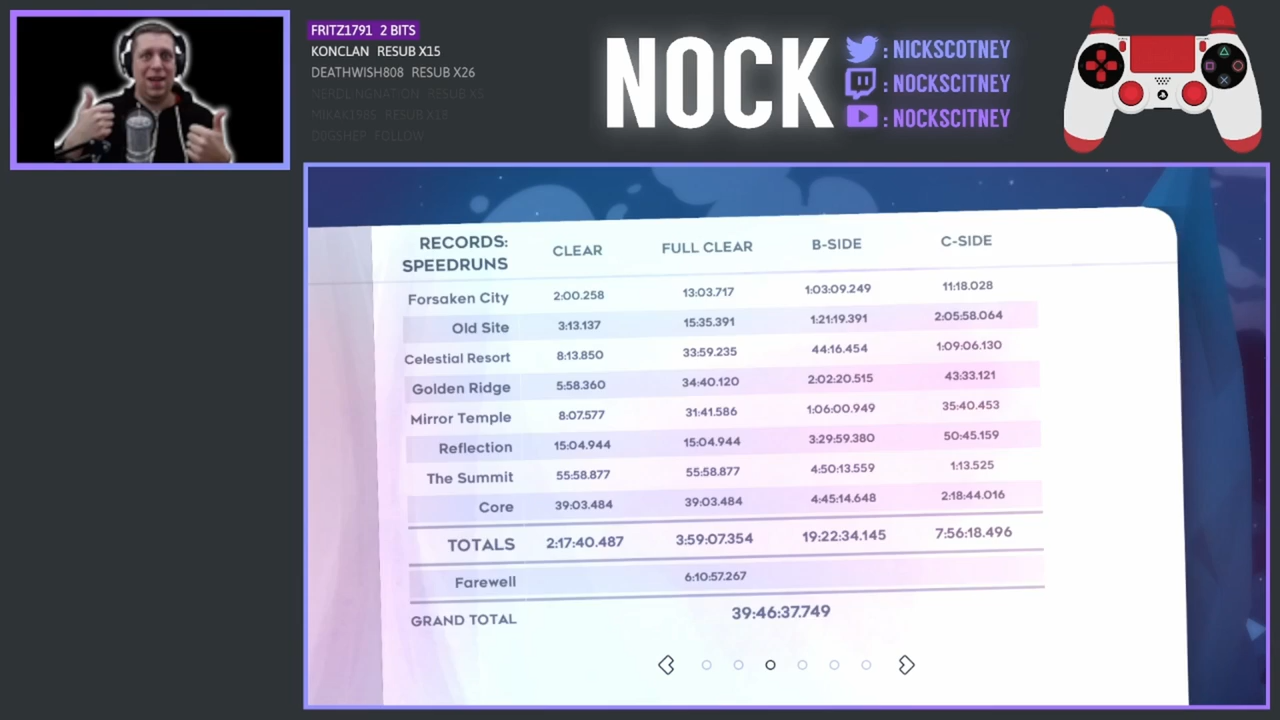 FRITZ1791 2 BITS
KONCLAN RESUB X15
DEATHWISH808 RESUB X26
NERDLINGNATION RESUB X5
MIKAK1986 RESUB X18
NOCK
: NICKSCOTNEY
: NOCKSCITNEY
: NOCKSCITNEY
RECORDS: SPEEDRUNS CLEAR FULL CLEAR B-SIDE C-SIDE
Forsaken City 2:00.258 13:03.717 1:03:09.249 11:18.028
Old Site 3:13.137 15:35.391 1:21:19.391 2:05:58.064
Celestial Resort 8:13.850 33:59.235 44:16.454 1:09:06.130
Golden Ridge 5:58.360 34:40.120 2:02:20.515 43:33.121
Mirror Temple 8:07.577 31:41.586 1:06:00.949 35:40.453
Reflection 15:04.944 15:04.944 3:29:59.380 50:45.159
The Summit 55:58.877 55:58.877 4:50:13.559 1:13.525
Core 39:03.484 39:03.484 4:45:14.648 2:18:44.016
TOTALS 2:17:40.487 3:59:07.354 19:22:34.145 7:56:18.496
Farewell 6:10:57.267
GRAND TOTAL 39:46:37.749